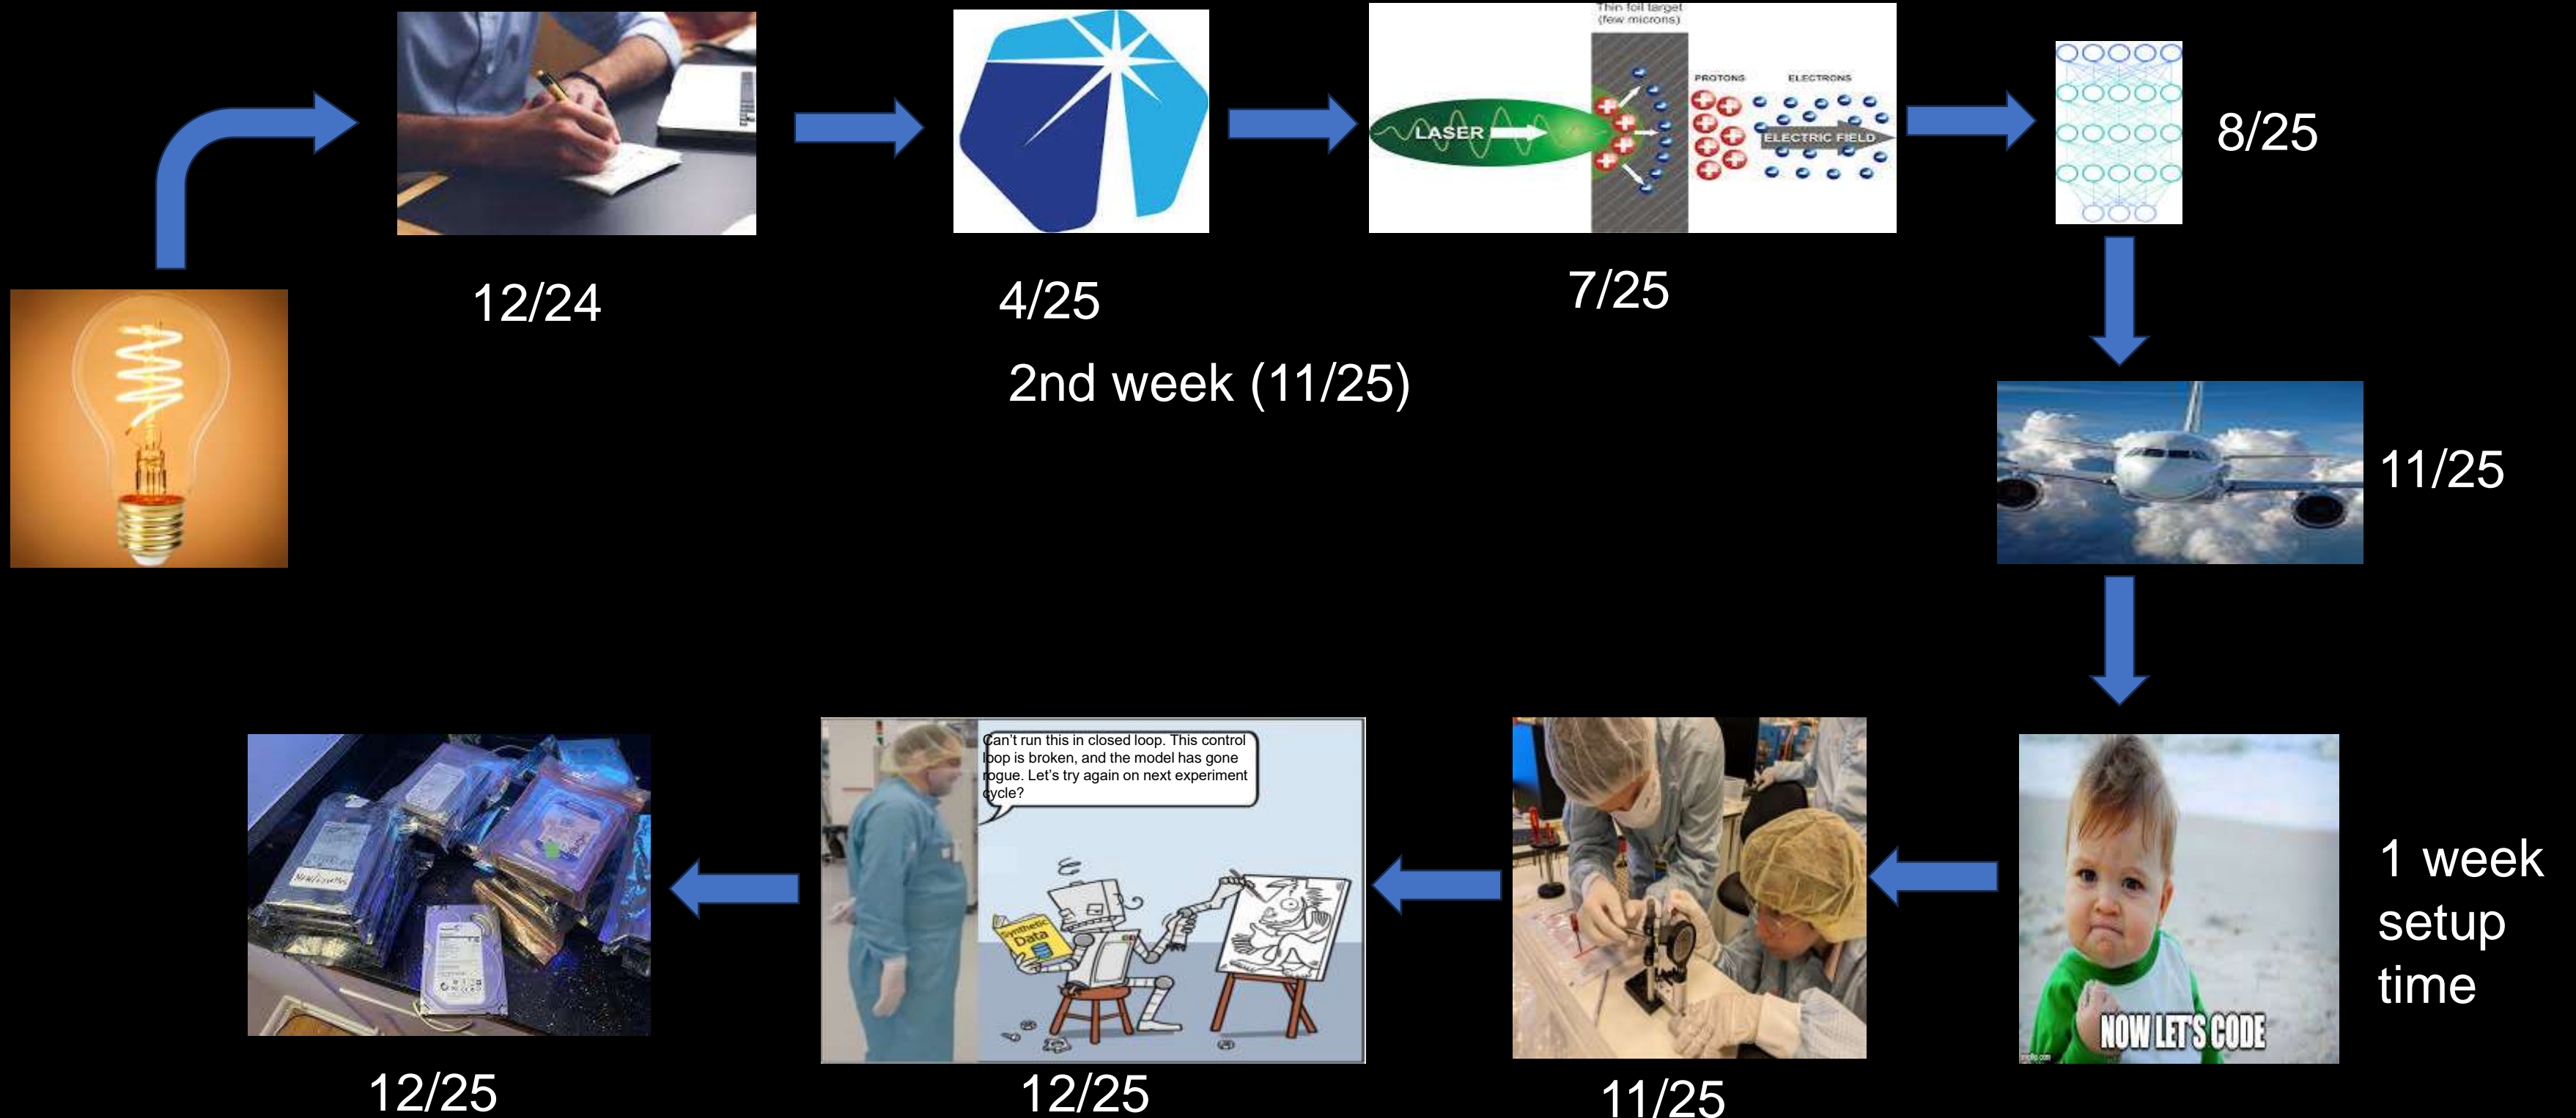 Thin foil target
(few microns)
PROTONS
ELECTRONS
LASER
ELECTRIC FIELD
8/25
12/24
4/25
7/25
2nd week (11/25)
11/25
Can't run this in closed loop. This control
loop is broken, and the model has gone
rogue. Let's try again on next experiment
cycle?
Synthetic
Data
NOW LET'S CODE
imgflip.com
1 week
setup
time
12/25
12/25
11/25